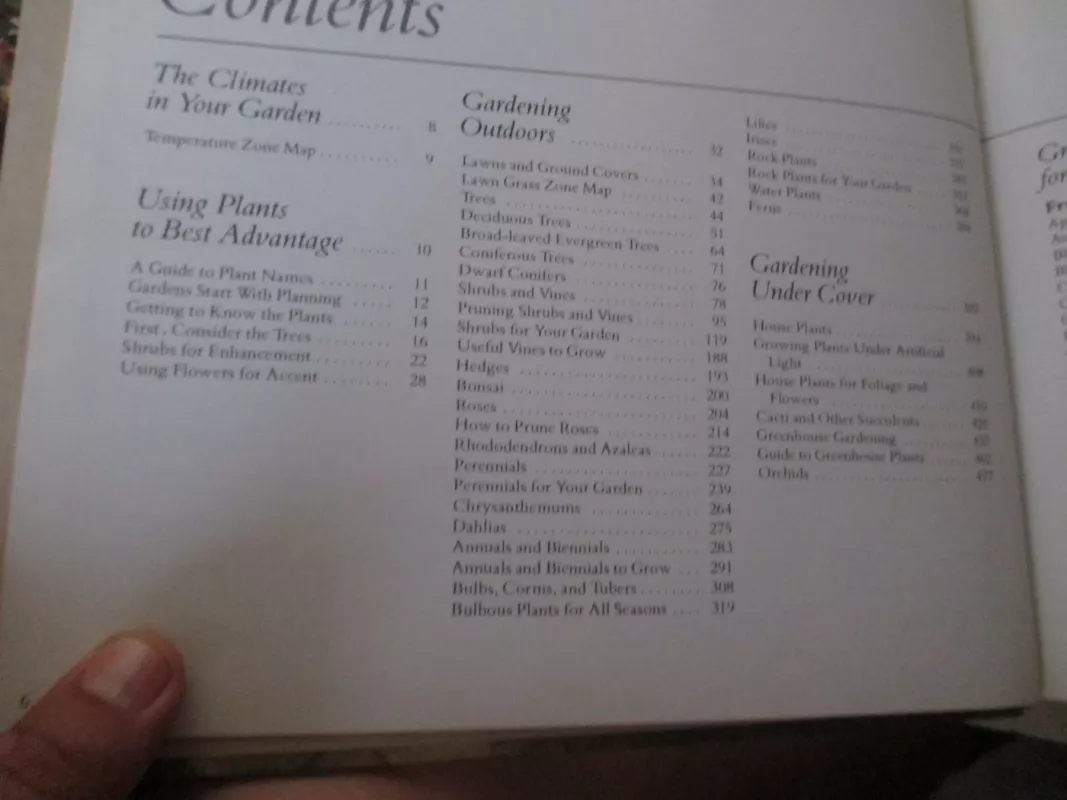 Contents
The Climates
in Your Garden .......... 8
Temperature Zone Map .......... 9
Using Plants
to Best Advantage ...... 10
A Guide to Plant Names ......... 11
Gardens Start With Planning ..... 12
Getting to Know the Plants ...... 14
First, Consider the Trees ........ 16
Shrubs for Enhancement ......... 22
Using Flowers for Accent ........ 28
6
Gardening
Outdoors ................ 32
Lawns and Ground Covers ....... 34
Lawn Grass Zone Map ......... 42
Trees ..................... 44
Deciduous Trees ............. 51
Broad-leaved Evergreen Trees .... 64
Coniferous Trees ............. 71
Dwarf Conifers .............. 76
Shrubs and Vines ............. 78
Pruning Shrubs and Vines ....... 95
Shrubs for Your Garden ........ 119
Useful Vines to Grow .......... 188
Hedges .................... 193
Bonsai .................... 200
Roses ..................... 204
How to Prune Roses .......... 214
Rhododendrons and Azaleas ...... 222
Perennials .................. 227
Perennials for Your Garden ...... 239
Chrysanthemums ............. 264
Dahlias .................... 275
Annuals and Biennials .......... 283
Annuals and Biennials to Grow ... 291
Bulbs, Corms, and Tubers ........ 308
Bulbous Plants for All Seasons .... 319
Lilies
Irises
Rock Plants
Rock Plants for Your Garden
Water Plants
Ferns
Gardening
Under Cover
House Plants
Growing Plants Under Artificial
Light
House Plants for Foliage and
Flowers
Cacti and Other Succulents
Greenhouse Gardening
Guide to Greenhouse Plants
Orchids